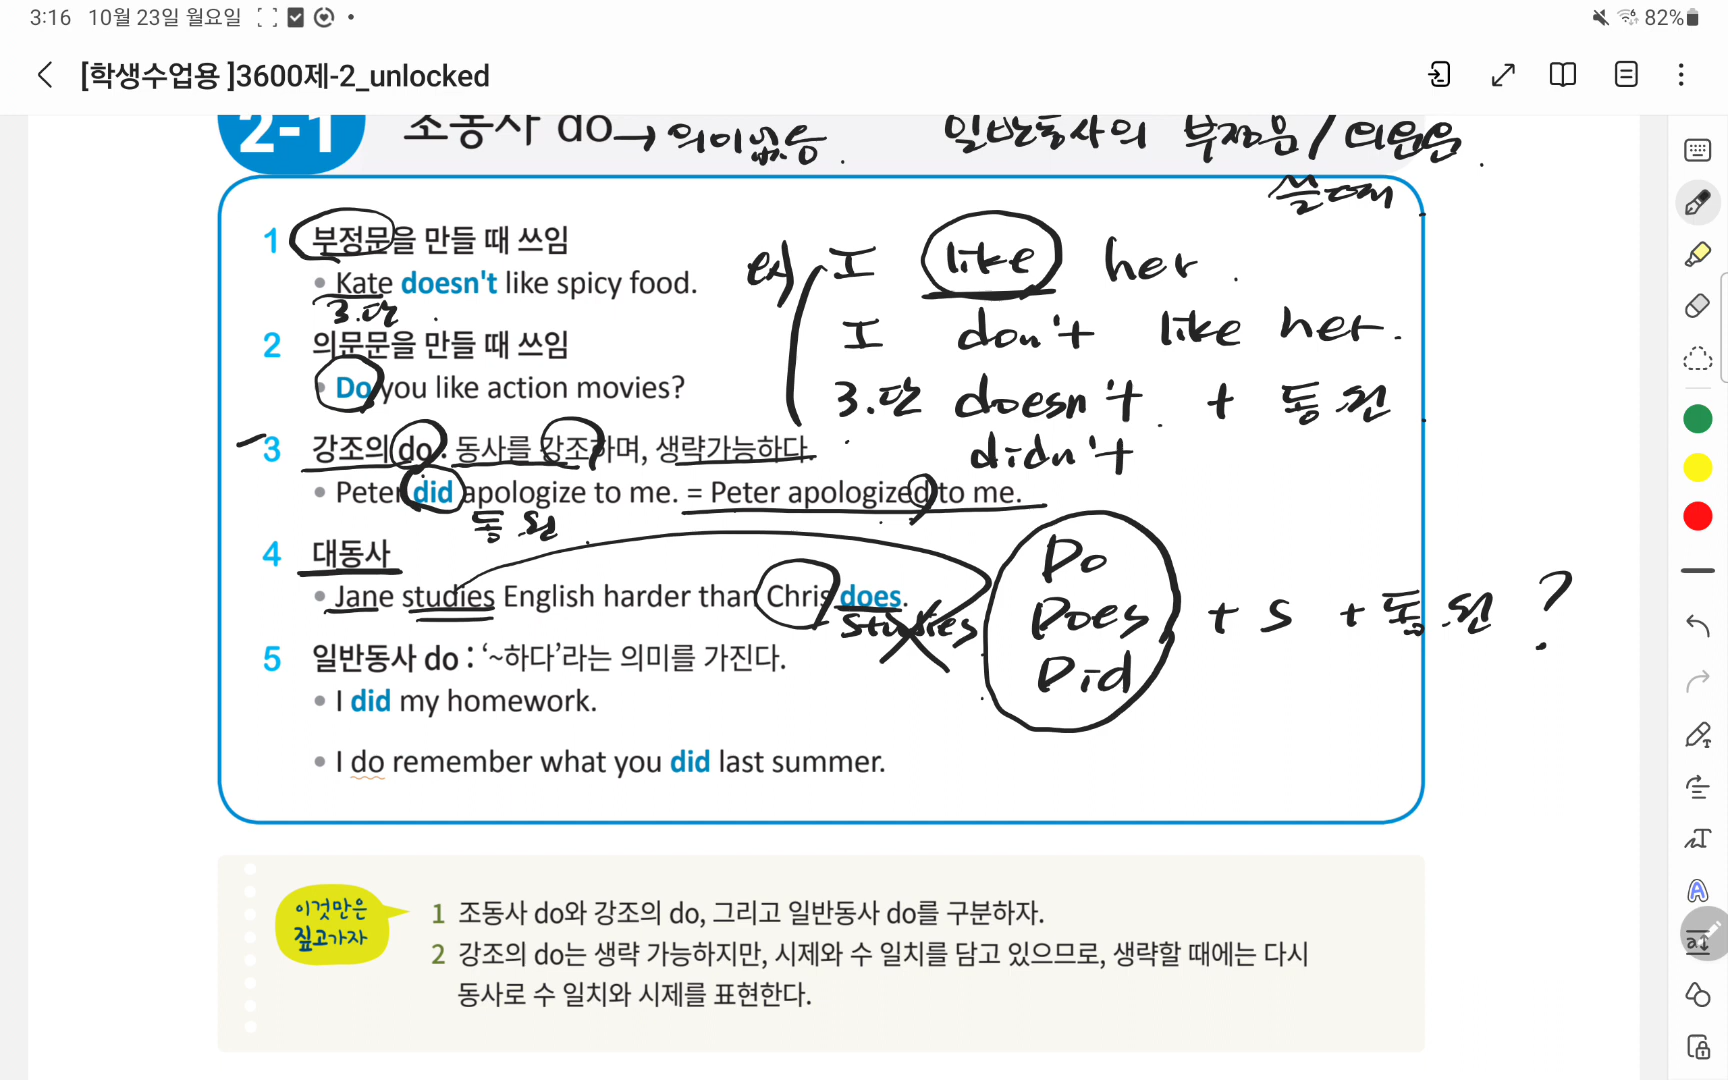 3:16 10월 23일 월요일
82%
[학생수업용 ]3600제-2_unlocked
2-1 조동사 do → 의미없음. 일반동사의 부정문/의문문.
쓸때
1 부정문을 만들 때 쓰임
• Kate doesn't like spicy food.
3.단.
2 의문문을 만들 때 쓰임
• Do you like action movies?
3 강조의 do : 동사를 강조하며, 생략가능하다.
• Peter did apologize to me. = Peter apologized to me.
동.원
4 대동사
• Jane studies English harder than Chris does.
studies
5 일반동사 do : ‘~하다’라는 의미를 가진다.
• I did my homework.
• I do remember what you did last summer.
예) I like her.
I don't like her.
3.단 doesn't + 동.원
didn't
Do
Does + S + 동.원 ?
Did
이것만은
짚고가자
1 조동사 do와 강조의 do, 그리고 일반동사 do를 구분하자.
2 강조의 do는 생략 가능하지만, 시제와 수 일치를 담고 있으므로, 생략할 때에는 다시
동사로 수 일치와 시제를 표현한다.